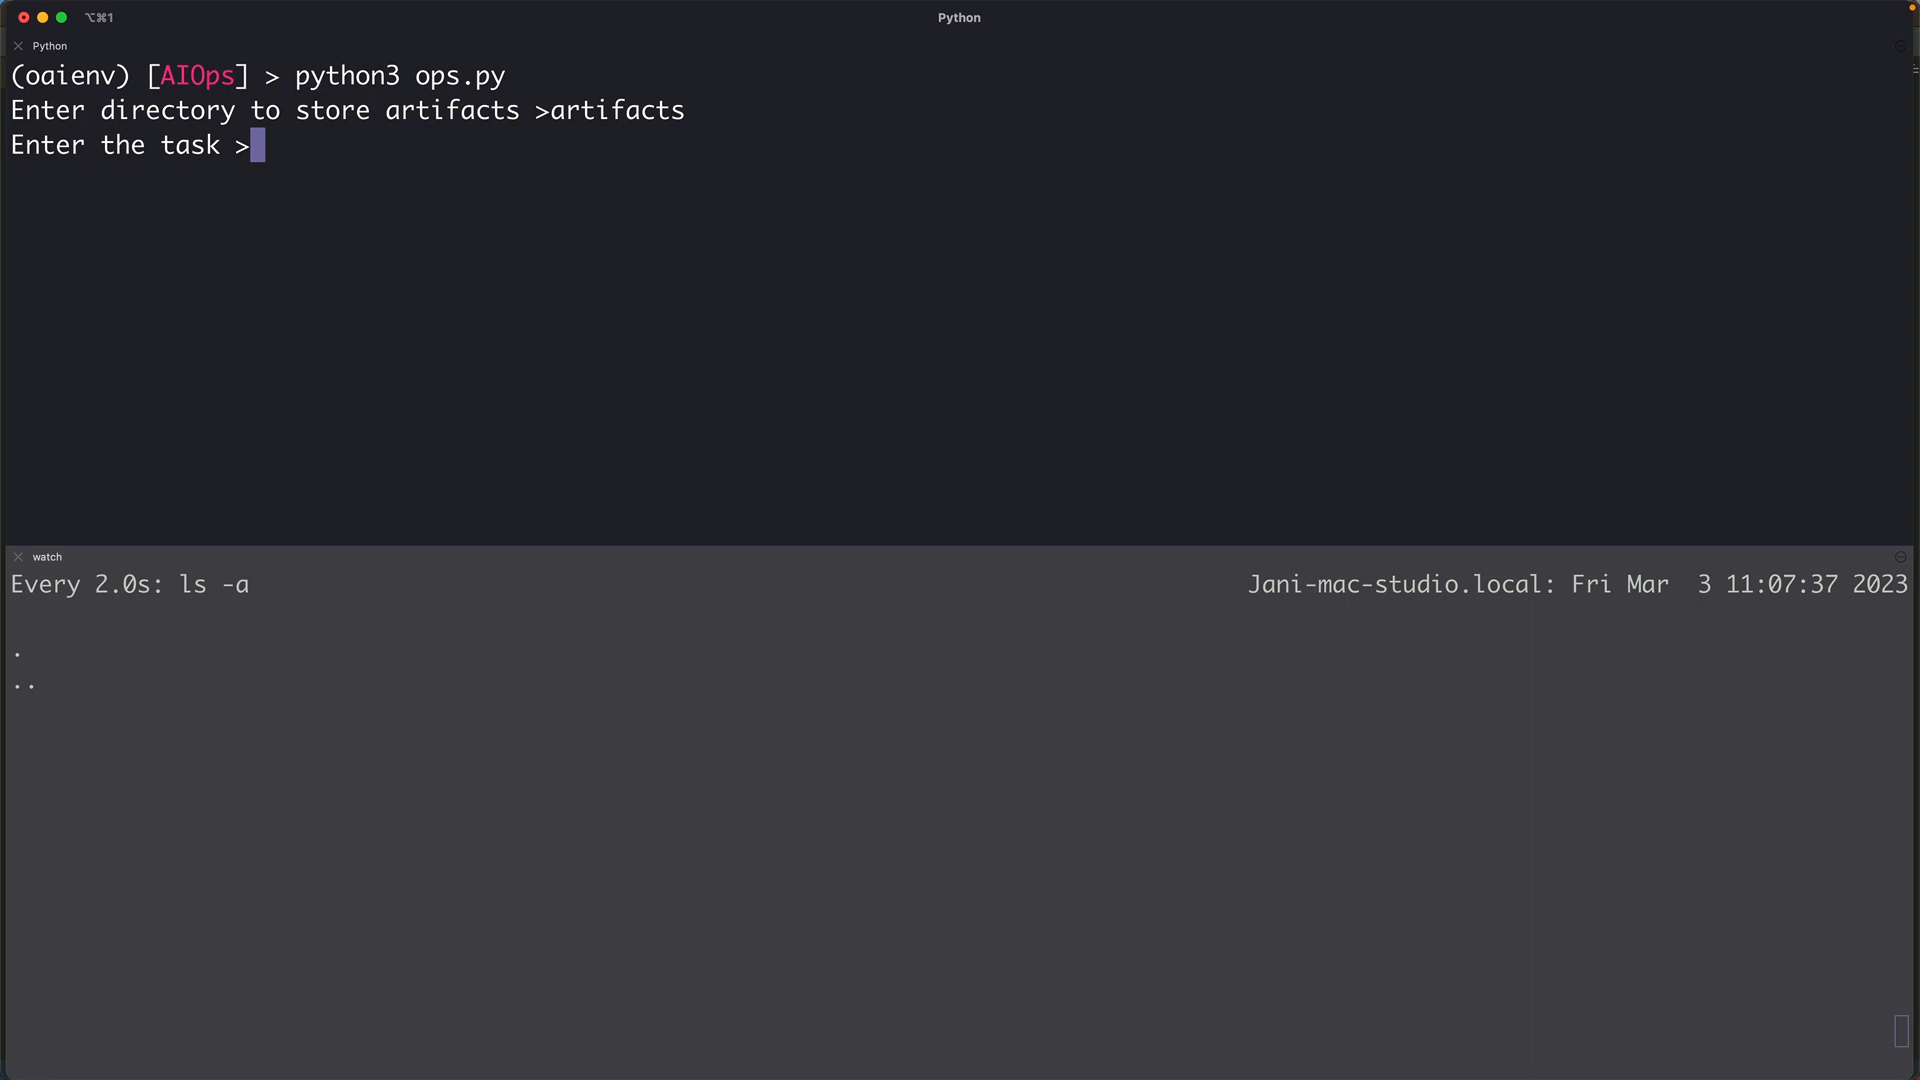 ⌥⌘1
Python
Python
(oaienv) [AIOps] > python3 ops.py
Enter directory to store artifacts >artifacts
Enter the task >
watch
Every 2.0s: ls -a
Jani-mac-studio.local: Fri Mar  3 11:07:37 2023
.
..